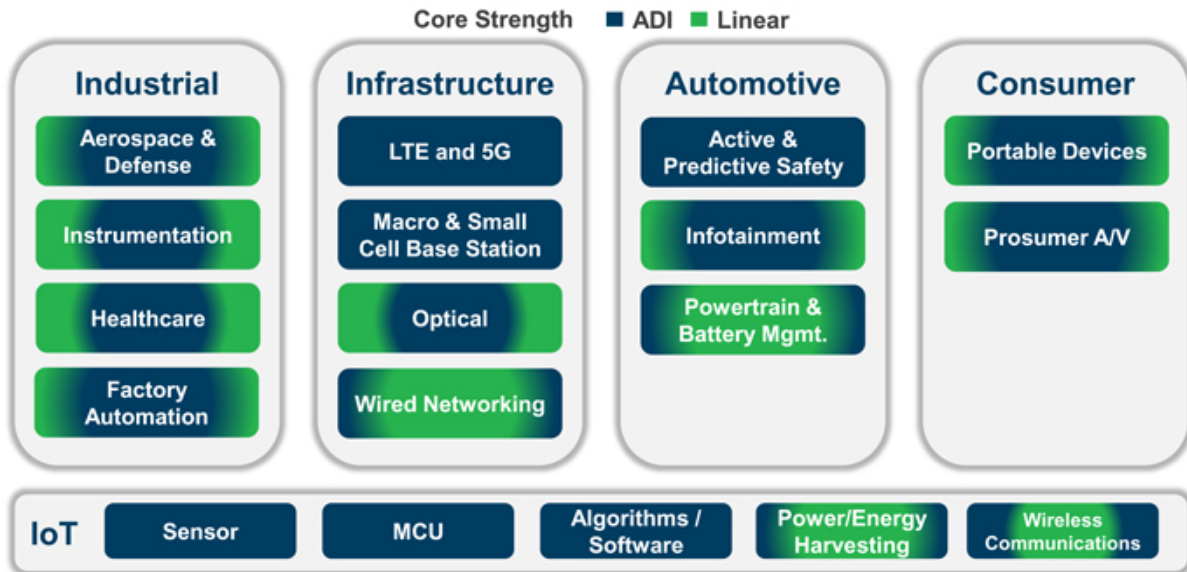 Core Strength ADI Linear
Industrial
Aerospace &
Defense
Instrumentation
Healthcare
Factory
Automation
Infrastructure
LTE and 5G
Macro & Small
Cell Base Station
Optical
Wired Networking
Automotive
Active &
Predictive Safety
Infotainment
Powertrain &
Battery Mgmt.
Consumer
Portable Devices
Prosumer A/V
IoT
Sensor
MCU
Algorithms /
Software
Power/Energy
Harvesting
Wireless
Communications